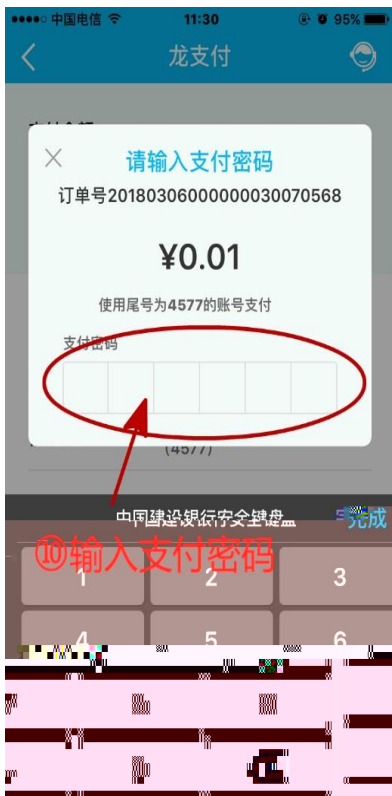 中国电信 11:30 95%
龙支付
请输入支付密码
订单号20180306000000030070568
¥0.01
使用尾号为4577的账号支付
支付密码
(4577)
中国建设银行安全键盘 完成
⑩输入支付密码
1 2 3
4 5 6